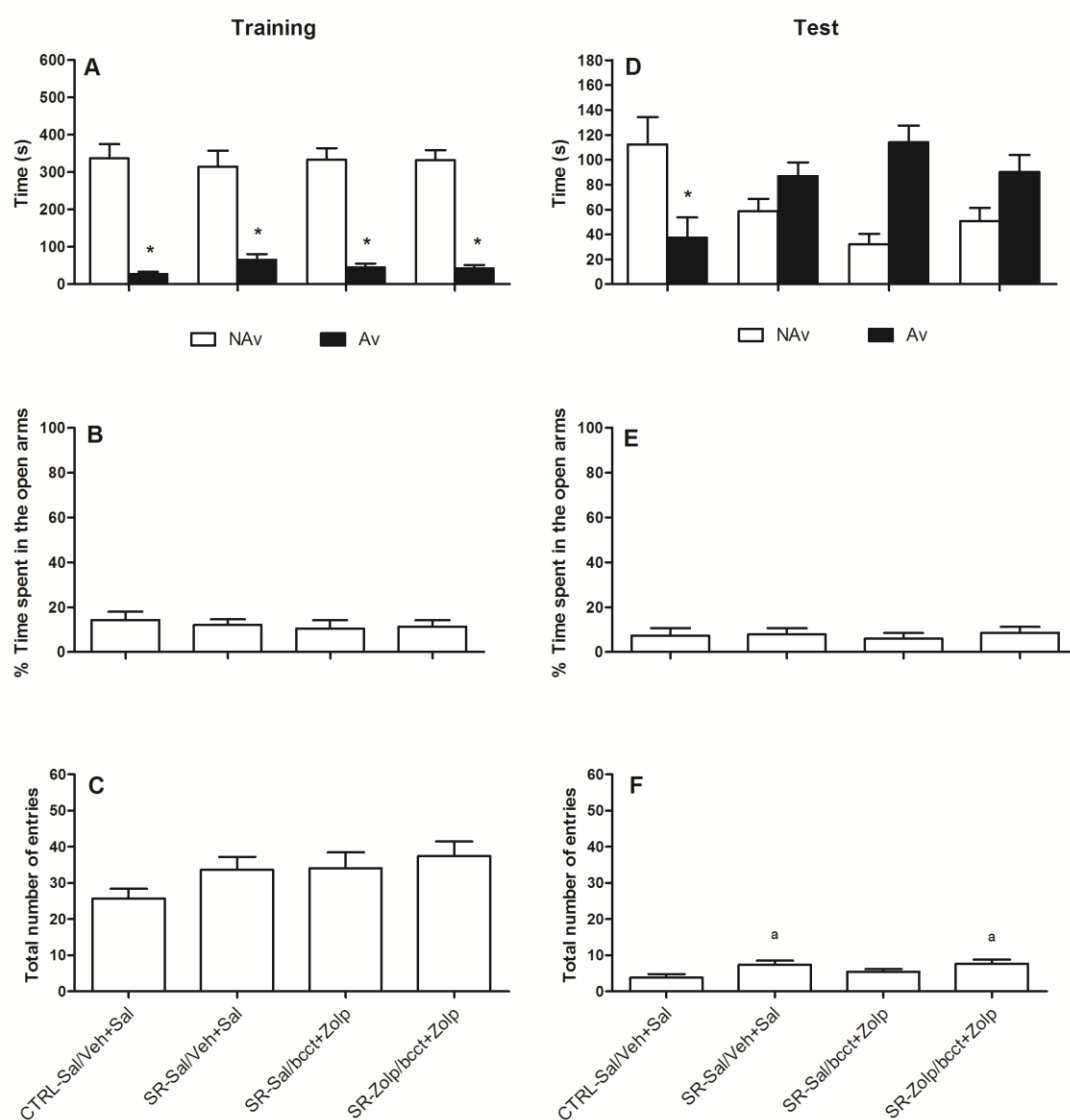 Training
A
Time (s)
600
500
400
300
200
100
0
*
*
*
*
NAv
Av
B
% Time spent in the open arms
100
80
60
40
20
0
C
Total number of entries
60
50
40
30
20
10
0
CTRL-Sal/Veh+Sal
SR-Sal/Veh+Sal
SR-Sal/bcct+Zolp
SR-Zolp/bcct+Zolp
Test
D
Time (s)
180
160
140
120
100
80
60
40
20
0
*
NAv
Av
E
% Time spent in the open arms
100
80
60
40
20
0
F
Total number of entries
60
50
40
30
20
10
0
a
a
CTRL-Sal/Veh+Sal
SR-Sal/Veh+Sal
SR-Sal/bcct+Zolp
SR-Zolp/bcct+Zolp